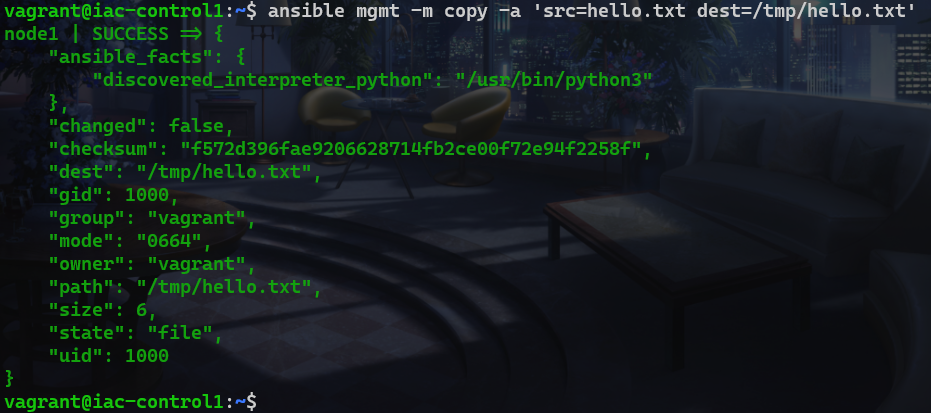 vagrant@iac-control1:~$ ansible mgmt -m copy -a 'src=hello.txt dest=/tmp/hello.txt'
node1 | SUCCESS => {
    "ansible_facts": {
        "discovered_interpreter_python": "/usr/bin/python3"
    },
    "changed": false,
    "checksum": "f572d396fae9206628714fb2ce00f72e94f2258f",
    "dest": "/tmp/hello.txt",
    "gid": 1000,
    "group": "vagrant",
    "mode": "0664",
    "owner": "vagrant",
    "path": "/tmp/hello.txt",
    "size": 6,
    "state": "file",
    "uid": 1000
}
vagrant@iac-control1:~$